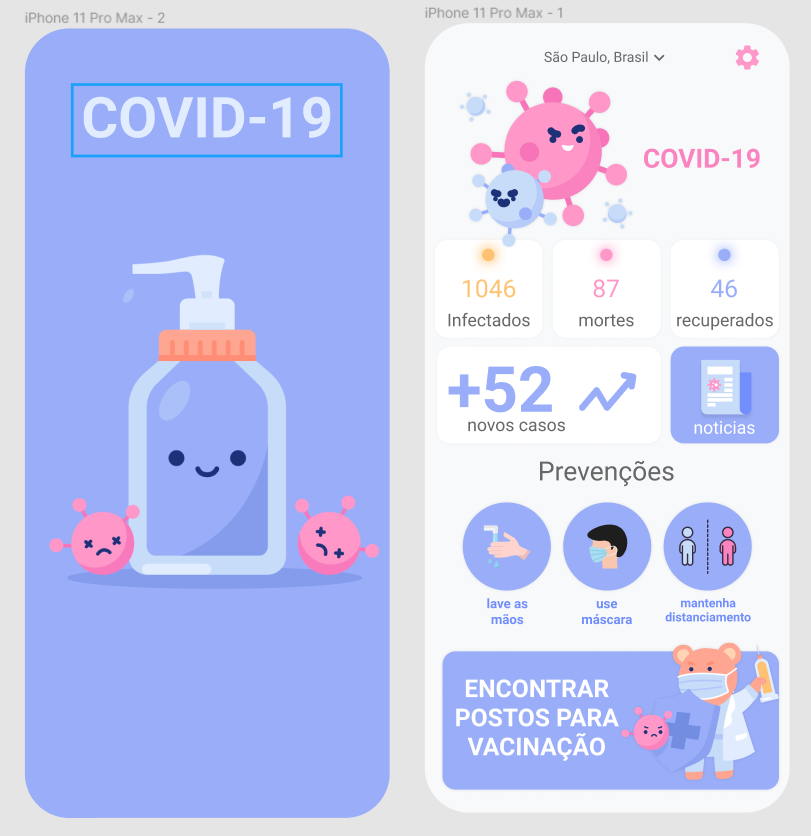 iPhone 11 Pro Max - 2
COVID-19
iPhone 11 Pro Max - 1
São Paulo, Brasil
COVID-19
1046
Infectados
87
mortes
46
recuperados
+52
novos casos
noticias
Prevenções
lave as
mãos
use
máscara
mantenha
distanciamento
ENCONTRAR
POSTOS PARA
VACINAÇÃO